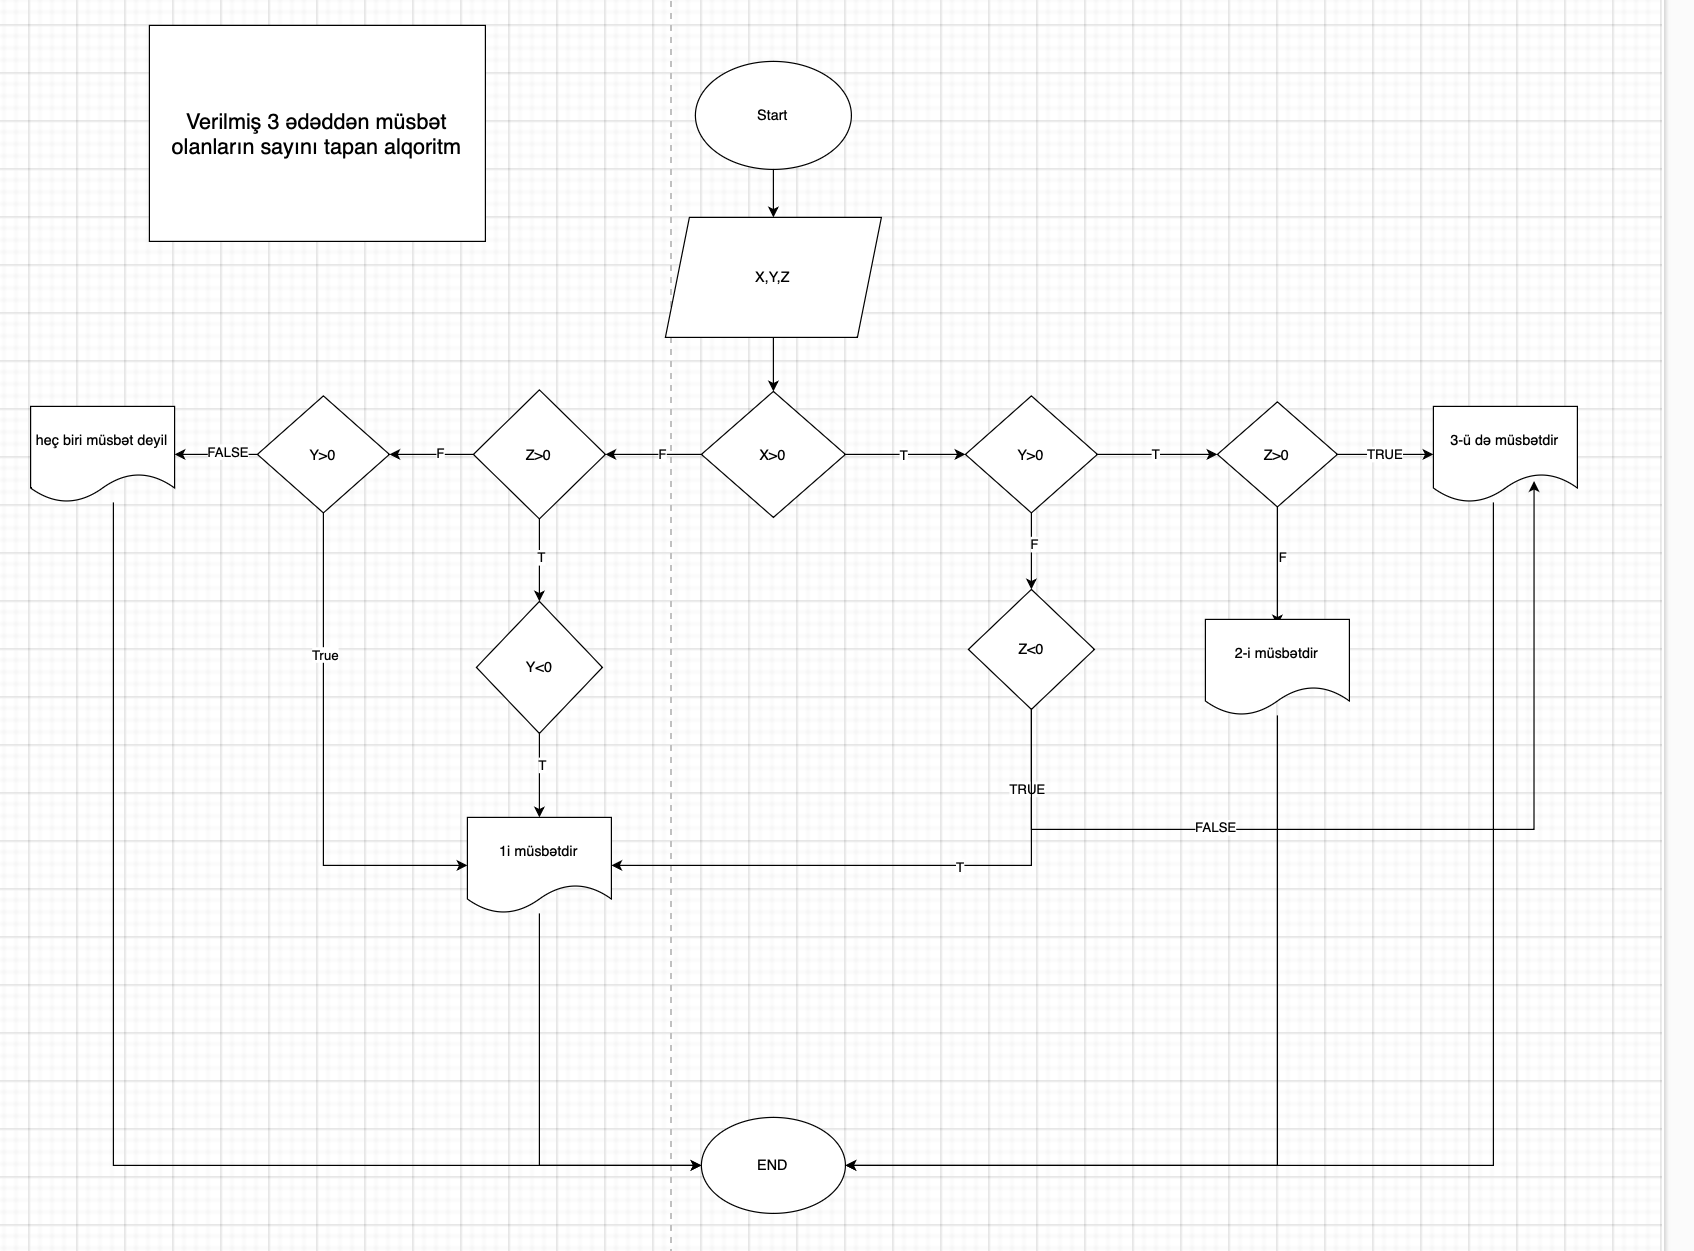 Verilmiş 3 ədəddən müsbət
olanların sayını tapan alqoritm
Start
X,Y,Z
heç biri müsbət deyil
FALSE
Y>0
F
Z>0
F
X>0
T
Y>0
T
Z>0
TRUE
3-ü də müsbətdir
T
F
F
True
Y<0
Z<0
2-i müsbətdir
T
TRUE
FALSE
1i müsbətdir
T
END